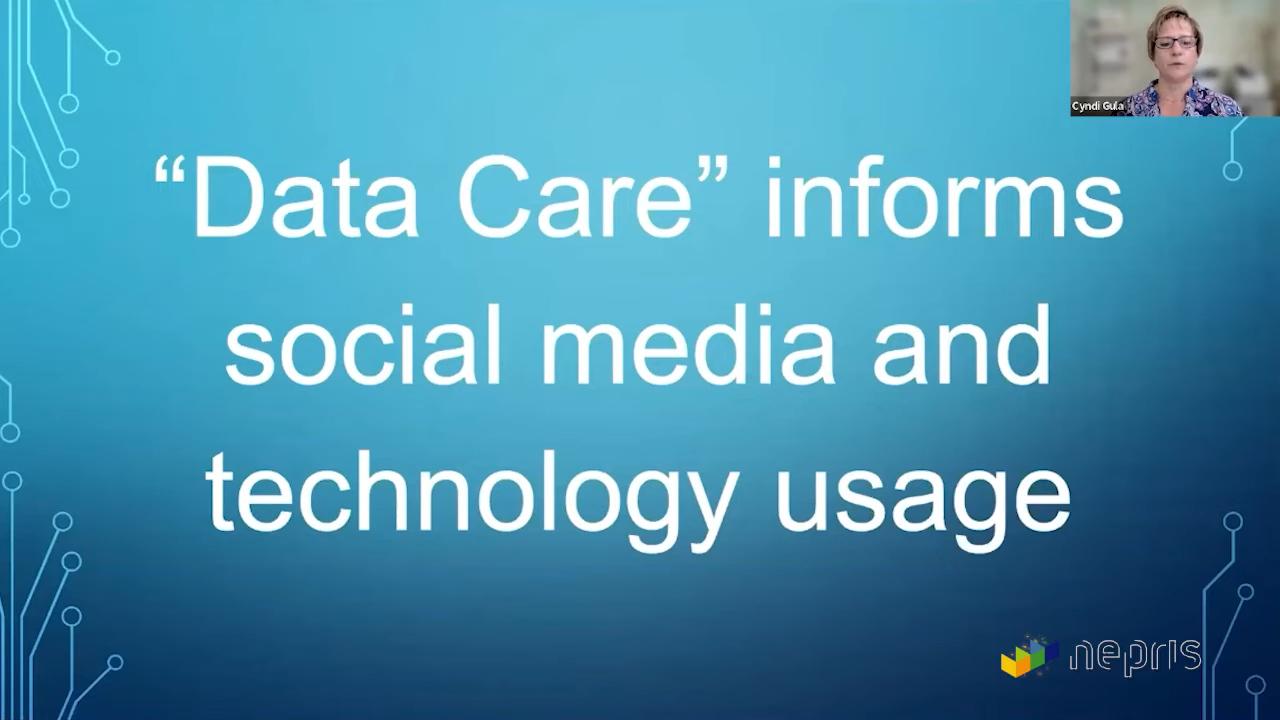 Cyndi Gula
“Data Care” informs
social media and
technology usage
nepris